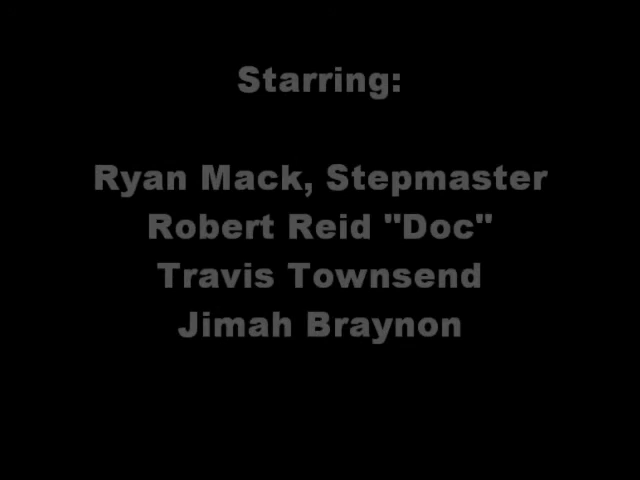 Starring:
Ryan Mack, Stepmaster
Robert Reid "Doc"
Travis Townsend
Jimah Braynon